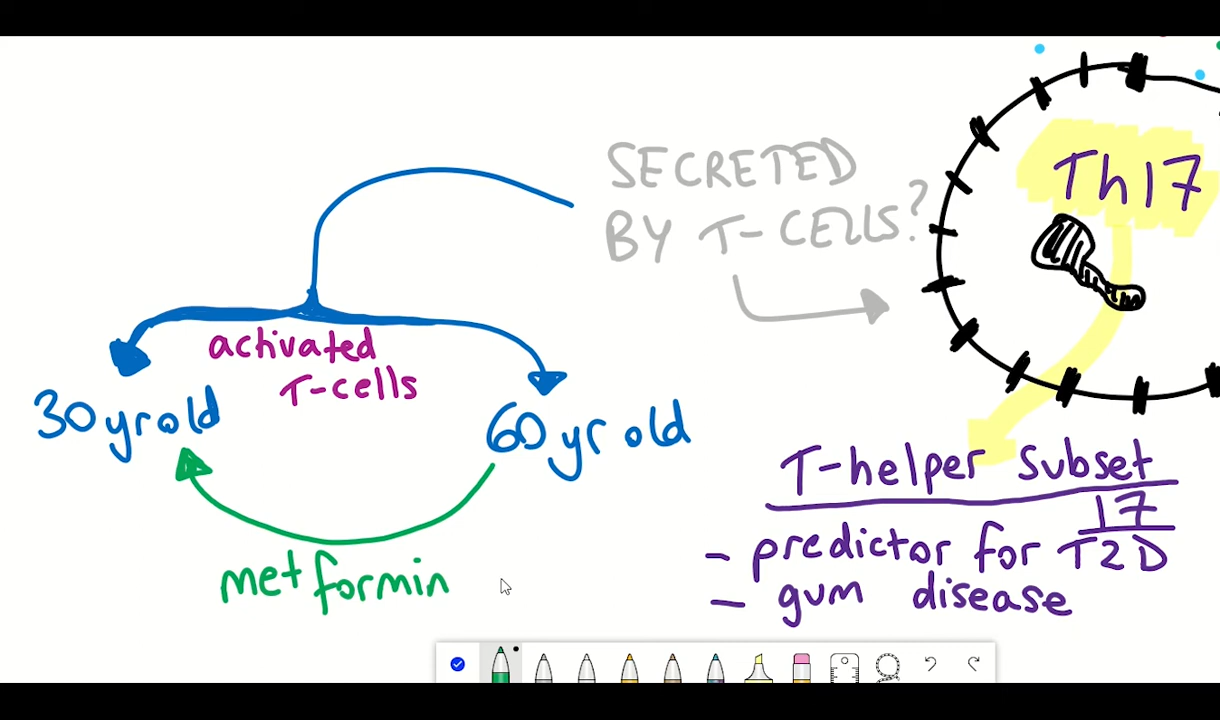 SECRETED
BY T-CELLS?
Th17
activated
T-cells
30 yr old
60 yr old
metformin
T-helper subset
17
- predictor for T2D
- gum disease